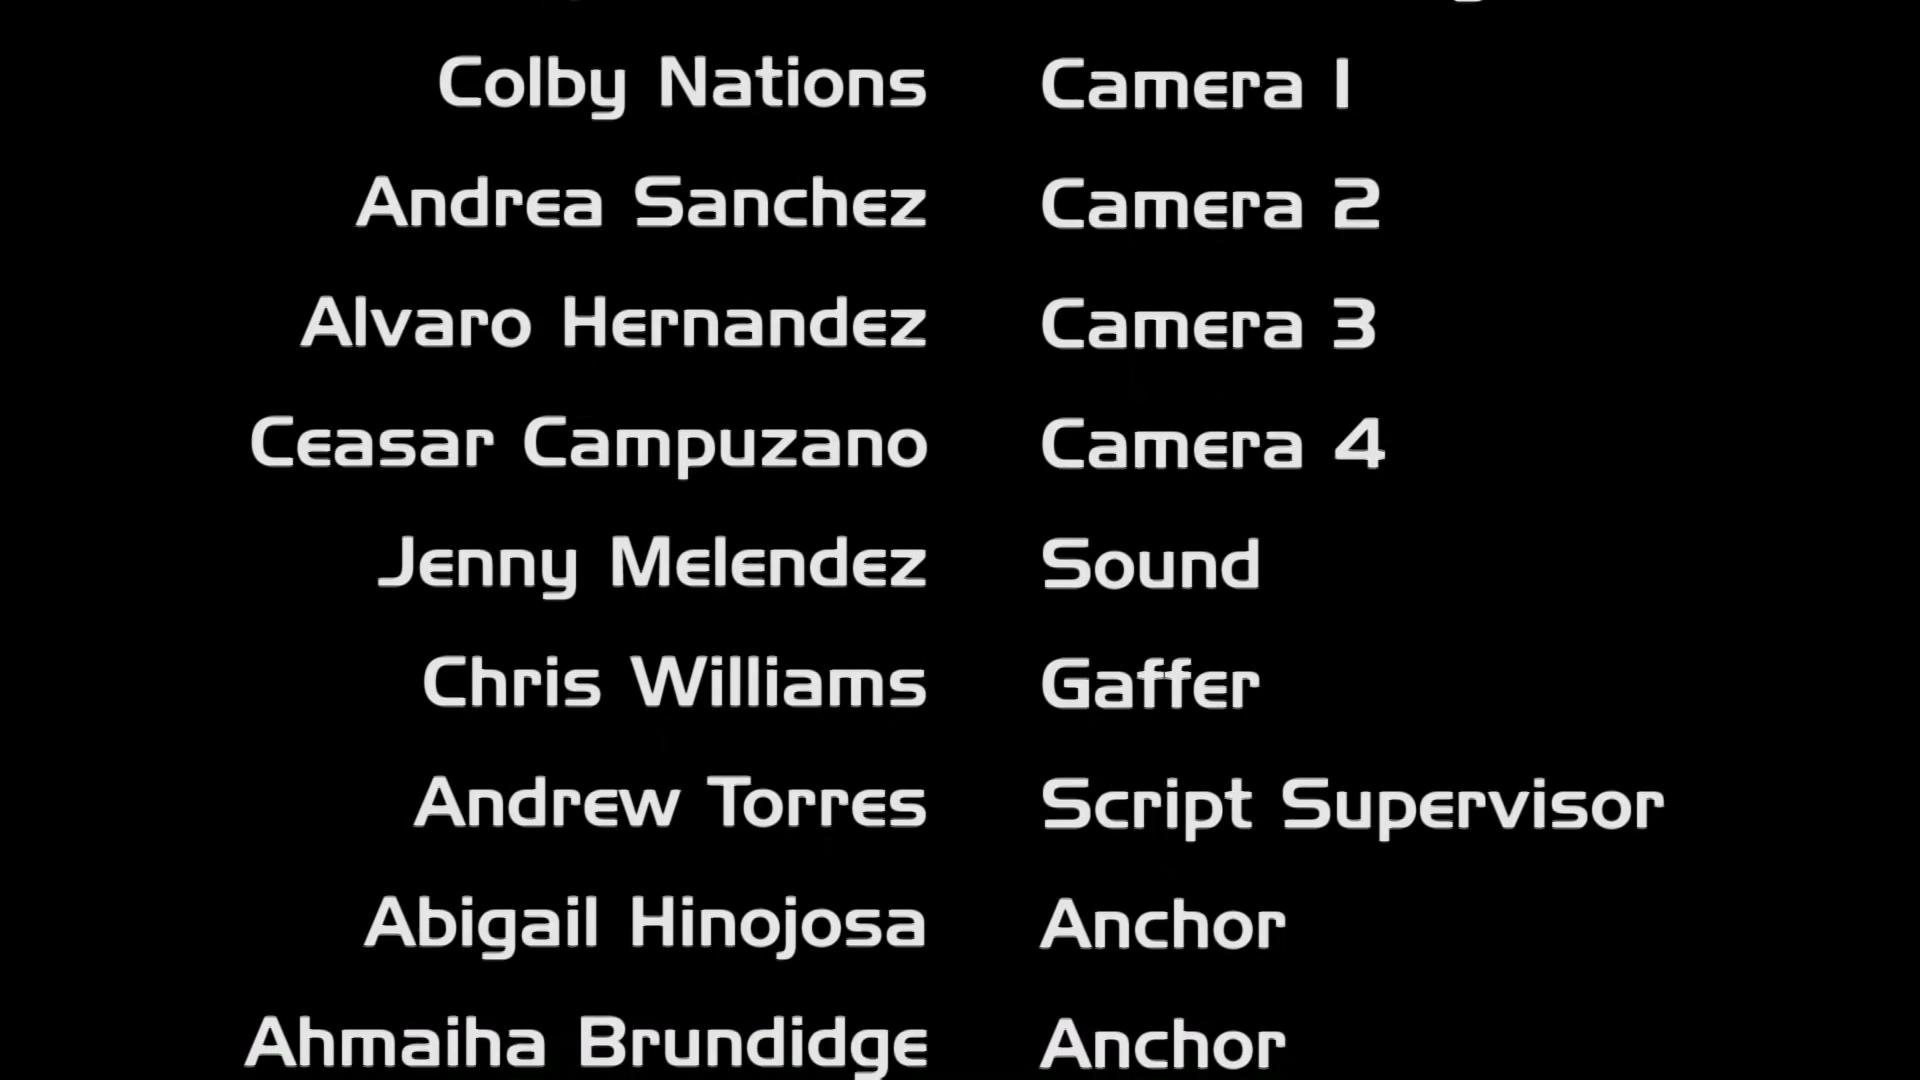 Colby Nations Camera 1
Andrea Sanchez Camera 2
Alvaro Hernandez Camera 3
Ceasar Campuzano Camera 4
Jenny Melendez Sound
Chris Williams Gaffer
Andrew Torres Script Supervisor
Abigail Hinojosa Anchor
Ahmaiha Brundidge Anchor